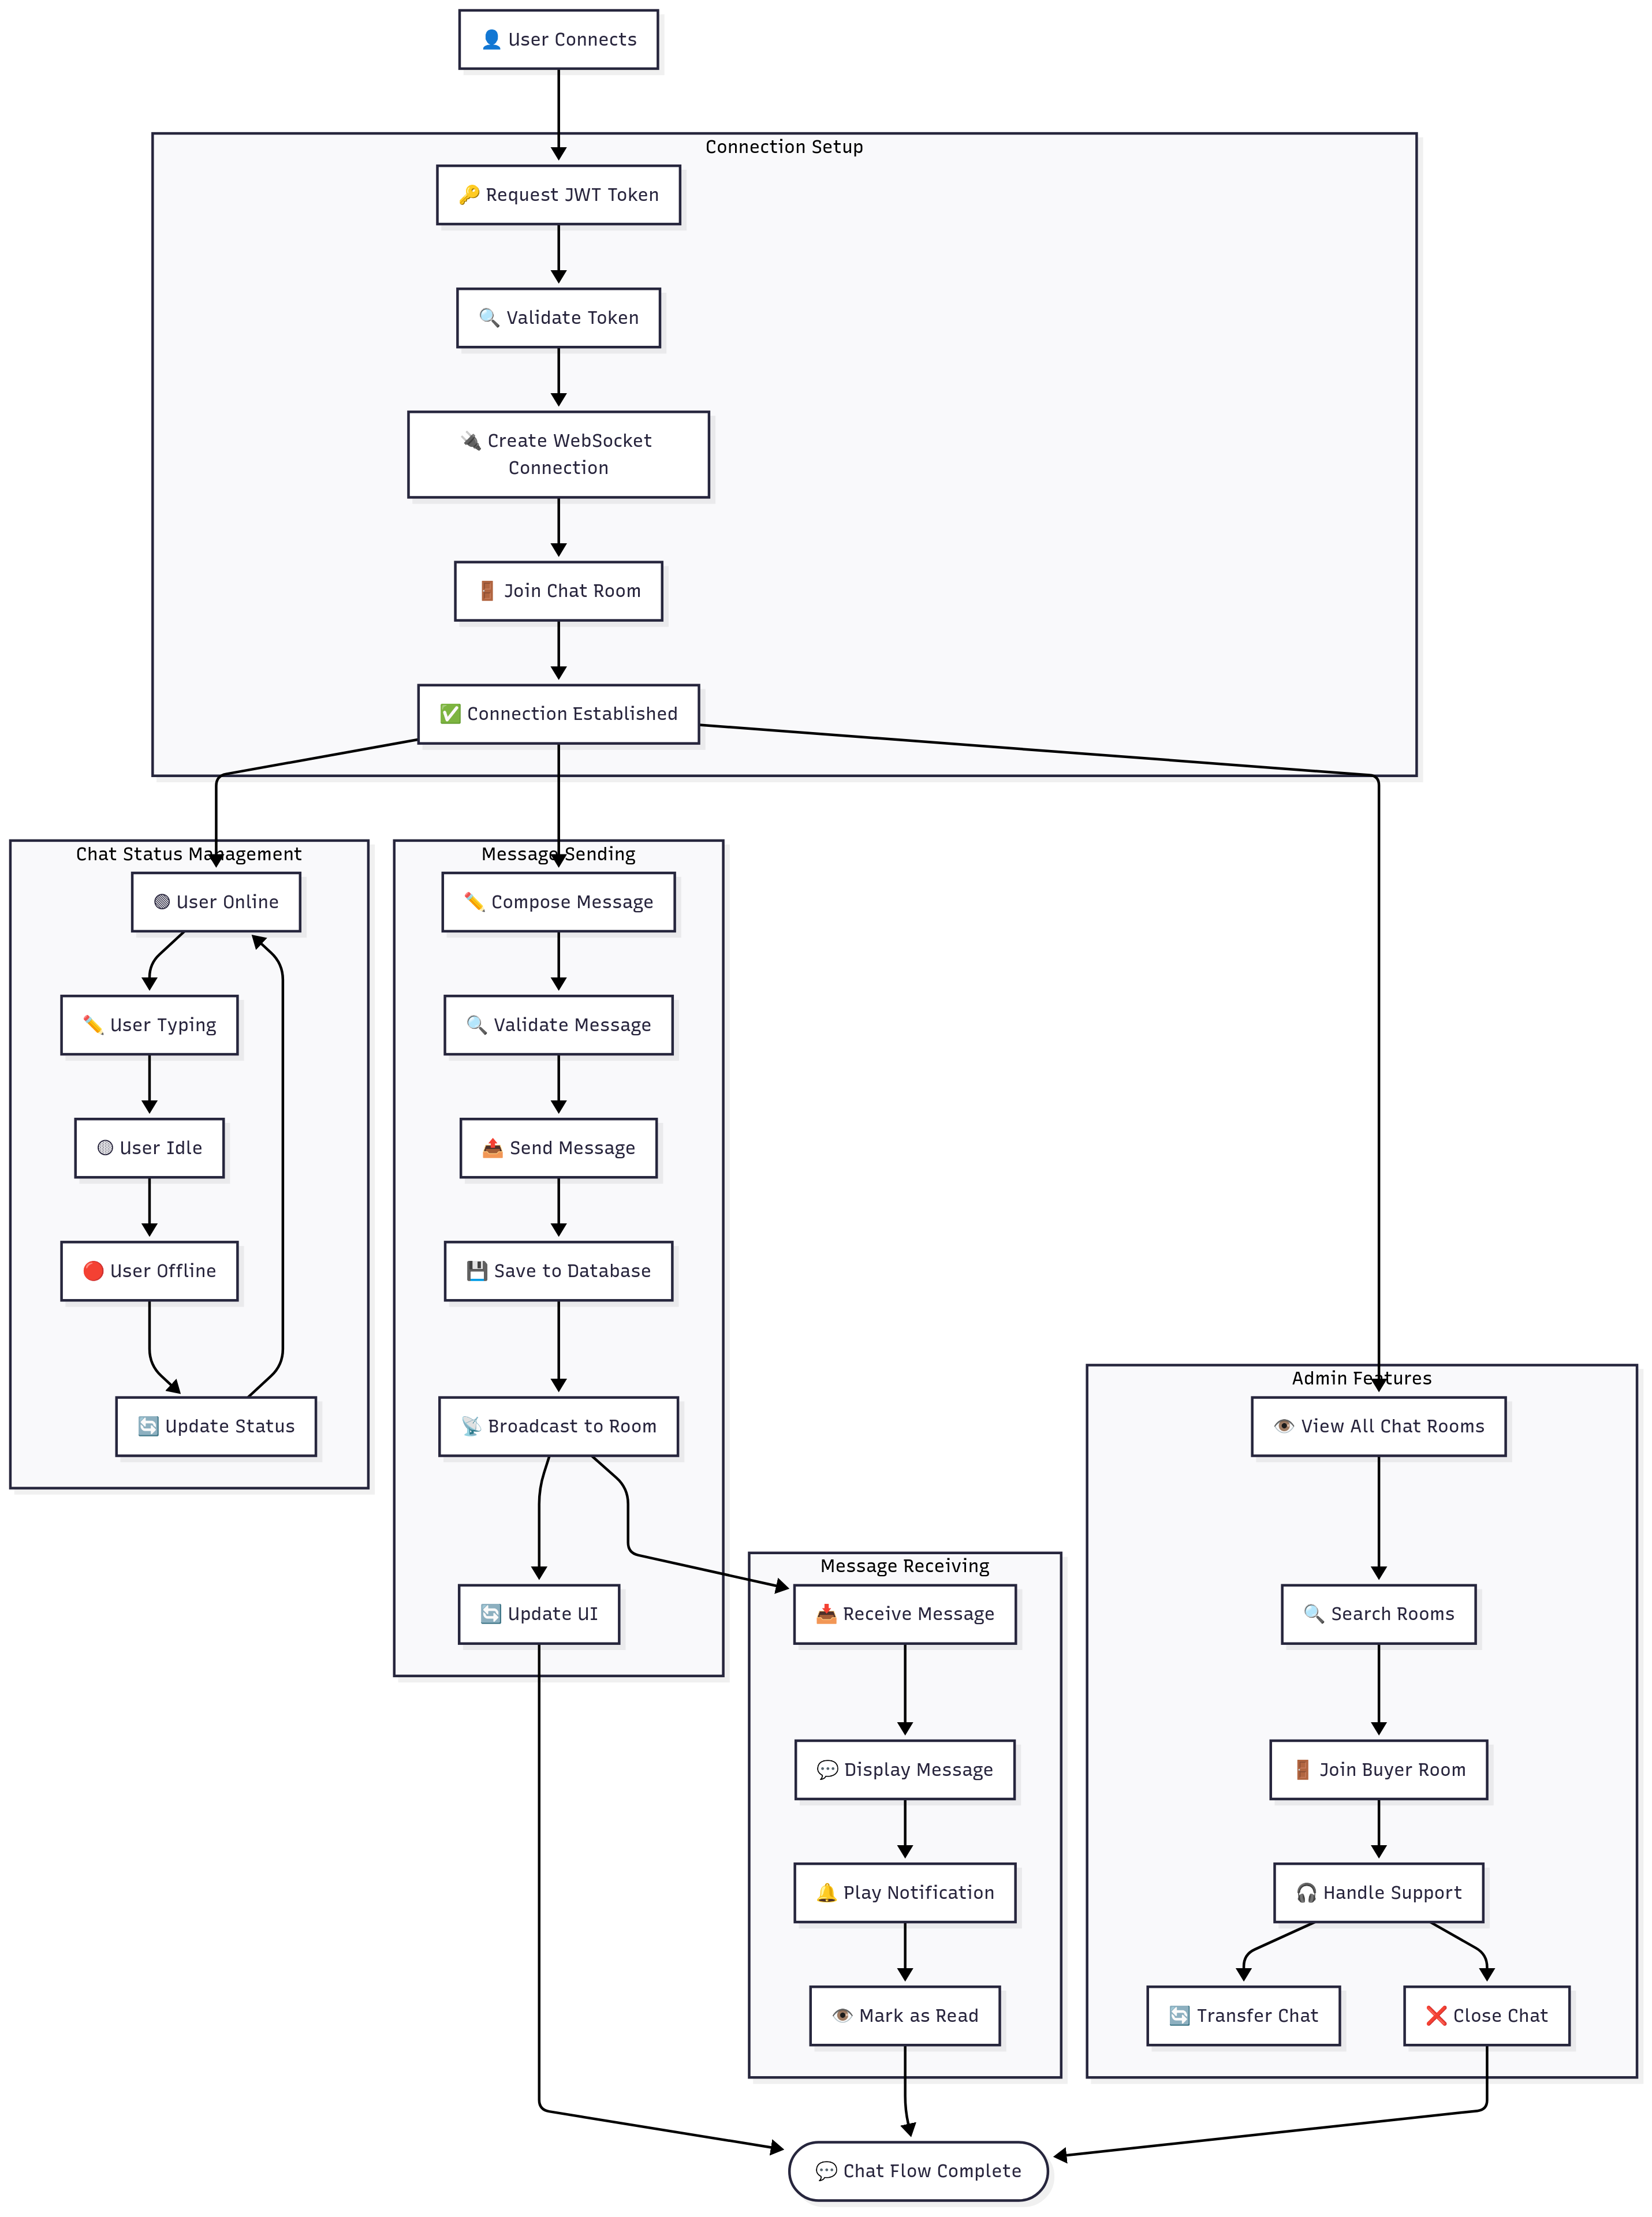 👤 User Connects
Connection Setup
🔑 Request JWT Token
🔍 Validate Token
🔌 Create WebSocket
Connection
🚪 Join Chat Room
✅ Connection Established
Chat Status Management
🟢 User Online
✏️ User Typing
🟡 User Idle
🔴 User Offline
🔄 Update Status
Message Sending
✏️ Compose Message
🔍 Validate Message
📤 Send Message
💾 Save to Database
📡 Broadcast to Room
🔄 Update UI
Message Receiving
📥 Receive Message
💬 Display Message
🔔 Play Notification
👁️ Mark as Read
Admin Features
👁️ View All Chat Rooms
🔍 Search Rooms
🚪 Join Buyer Room
🎧 Handle Support
🔄 Transfer Chat
❌ Close Chat
💬 Chat Flow Complete